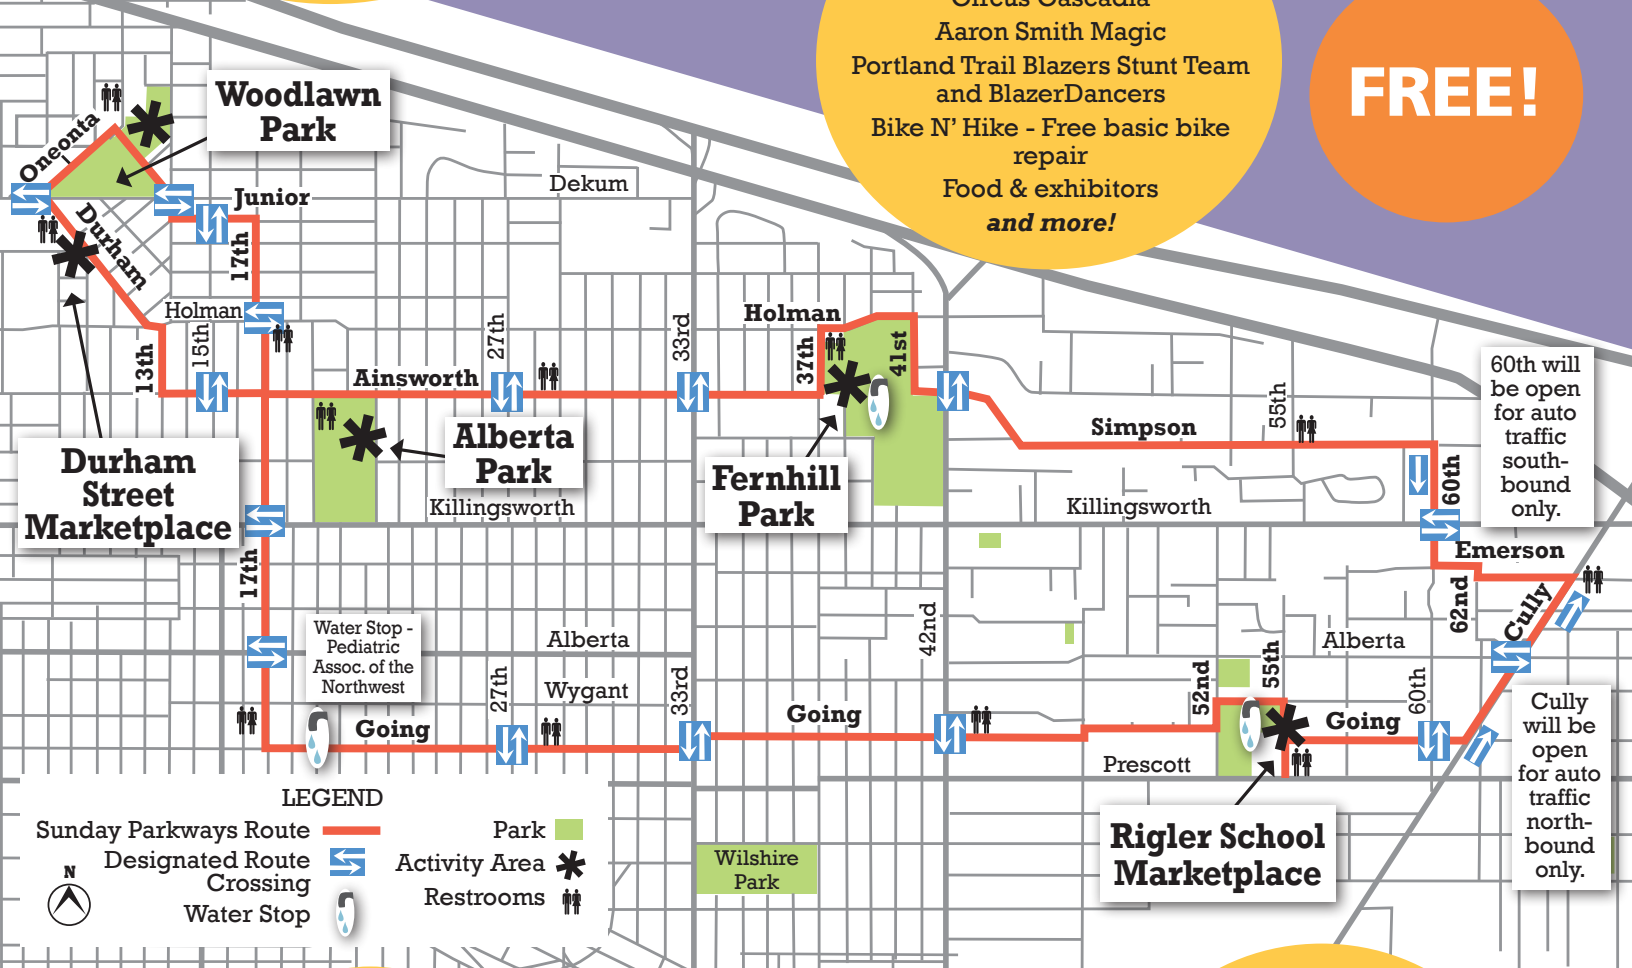 Circus Cascadia
Aaron Smith Magic
Portland Trail Blazers Stunt Team
and BlazerDancers
Bike N' Hike - Free basic bike
repair
Food & exhibitors
and more!
FREE!
Woodlawn
Park
Oneonta
Durham
Junior
17th
Dekum
Holman
13th
15th
Ainsworth
27th
33rd
Holman
37th
41st
Simpson
55th
60th
60th will
be open
for auto
traffic
south-
bound
only.
Durham
Street
Marketplace
Alberta
Park
Killingsworth
Fernhill
Park
Killingsworth
Emerson
62nd
Cully
17th
Water Stop -
Pediatric
Assoc. of the
Northwest
Alberta
Wygant
27th
33rd
42nd
Going
Going
52nd
55th
Alberta
60th
Going
Prescott
Cully
will be
open
for auto
traffic
north-
bound
only.
Rigler School
Marketplace
Wilshire
Park
LEGEND
Sunday Parkways Route
Designated Route
Crossing
Water Stop
Park
Activity Area
Restrooms
N